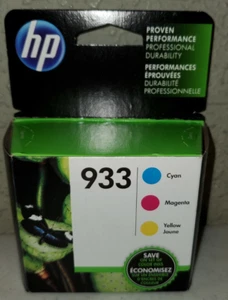 hp
PROVEN
PERFORMANCE
PROFESSIONAL
DURABILITY
PERFORMANCES
ÉPROUVÉES
DURABILITÉ
PROFESSIONNELLE
933
Cyan
Magenta
Yellow
Jaune
SAVE
ÉCONOMISEZ